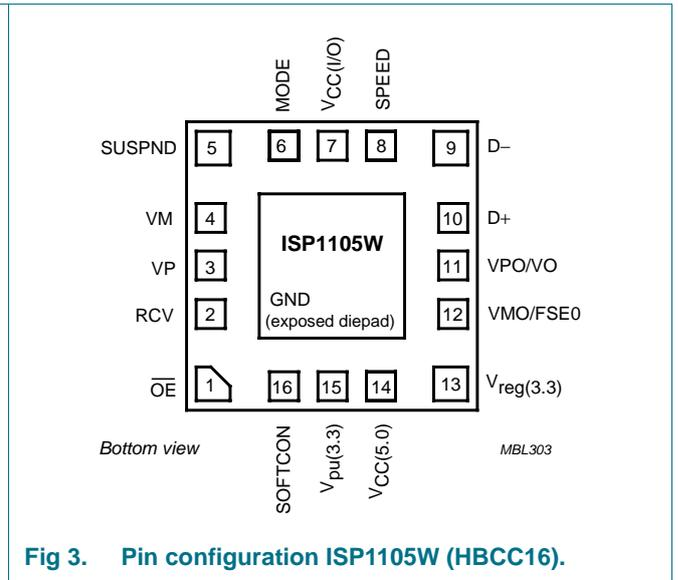 MODE
VCC(I/O)
SPEED
SUSPND 5 6 7 8 9 D−
VM 4 10 D+
ISP1105W
VP 3 11 VPO/VO
GND
(exposed diepad)
RCV 2 12 VMO/FSE0
OE 1 16 15 14 13 Vreg(3.3)
Bottom view
SOFTCON
Vpu(3.3)
VCC(5.0)
MBL303
Fig 3. Pin configuration ISP1105W (HBCC16).